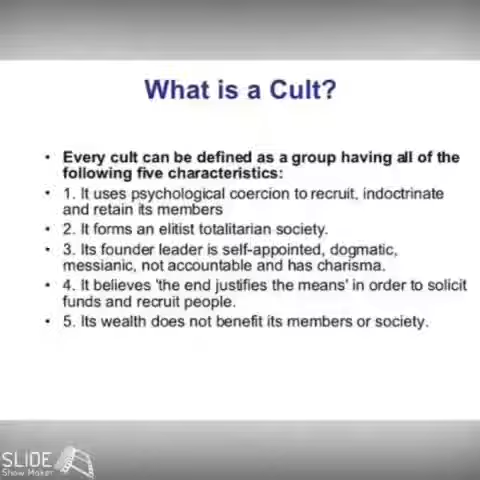 What is a Cult?
• Every cult can be defined as a group having all of the
following five characteristics:
• 1. It uses psychological coercion to recruit, indoctrinate
and retain its members
• 2. It forms an elitist totalitarian society.
• 3. Its founder leader is self-appointed, dogmatic,
messianic, not accountable and has charisma.
• 4. It believes 'the end justifies the means' in order to solicit
funds and recruit people.
• 5. Its wealth does not benefit its members or society.
SLIDE
Show Maker